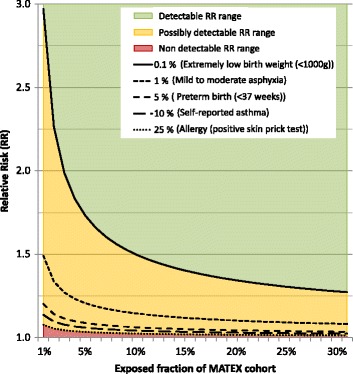 3.0
Detectable RR range
Possibly detectable RR range
Non detectable RR range
0.1 % (Extremely low birth weight (<1000g))
1 % (Mild to moderate asphyxia)
5 % ( Preterm birth (<37 weeks))
10 % (Self-reported asthma)
25 % (Allergy (positive skin prick test))
2.5
2.0
1.5
1.0
Relative Risk (RR)
1% 5% 10% 15% 20% 25% 30%
Exposed fraction of MATEX cohort